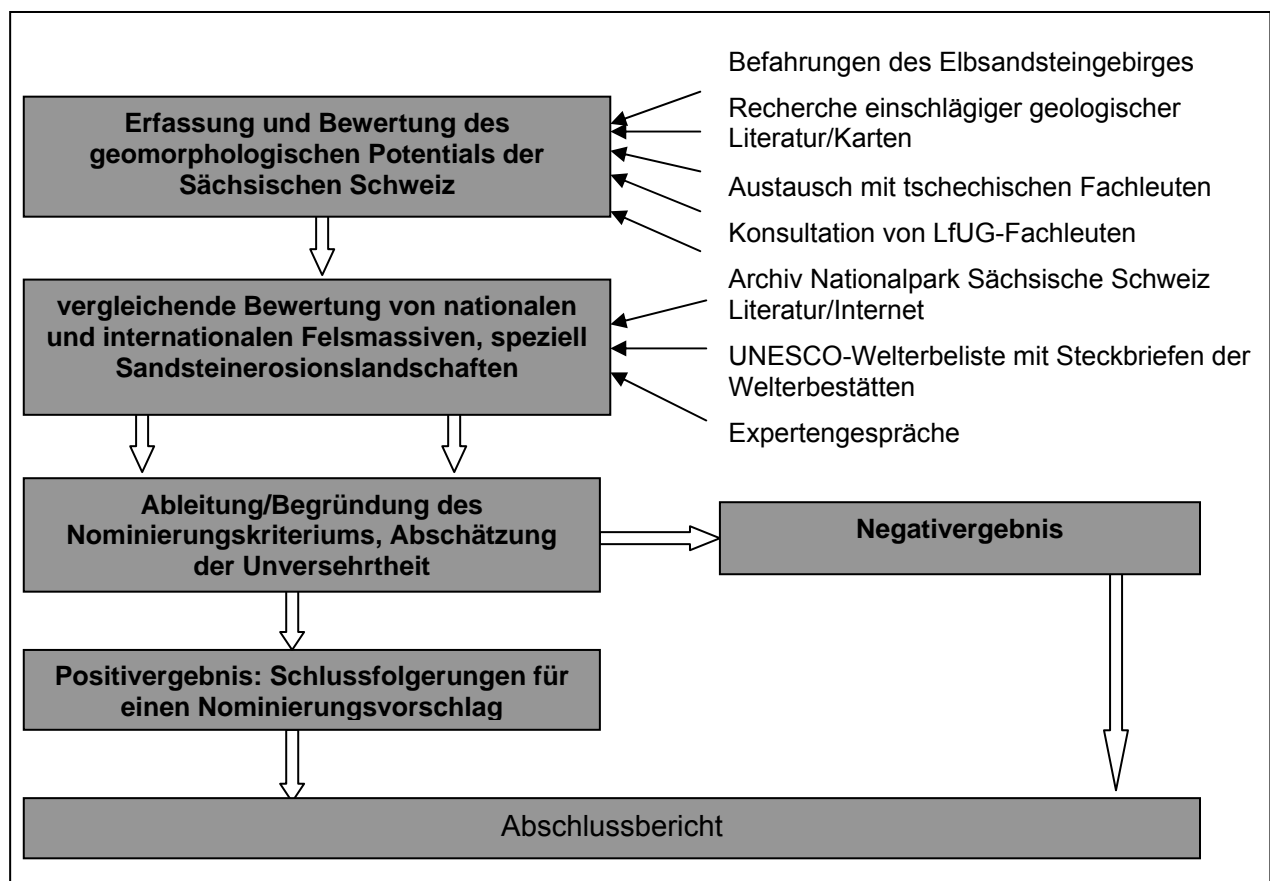 Befahrungen des Elbsandsteingebirges
Erfassung und Bewertung des
geomorphologischen Potentials der
Sächsischen Schweiz
Recherche einschlägiger geologischer
Literatur/Karten
Austausch mit tschechischen Fachleuten
Konsultation von LfUG-Fachleuten
vergleichende Bewertung von nationalen
und internationalen Felsmassiven, speziell
Sandsteinerosionslandschaften
Archiv Nationalpark Sächsische Schweiz
Literatur/Internet
UNESCO-Welterbeliste mit Steckbriefen der
Welterbestätten
Expertengespräche
Ableitung/Begründung des
Nominierungskriteriums, Abschätzung
der Unversehrtheit
Negativergebnis
Positivergebnis: Schlussfolgerungen für
einen Nominierungsvorschlag
Abschlussbericht